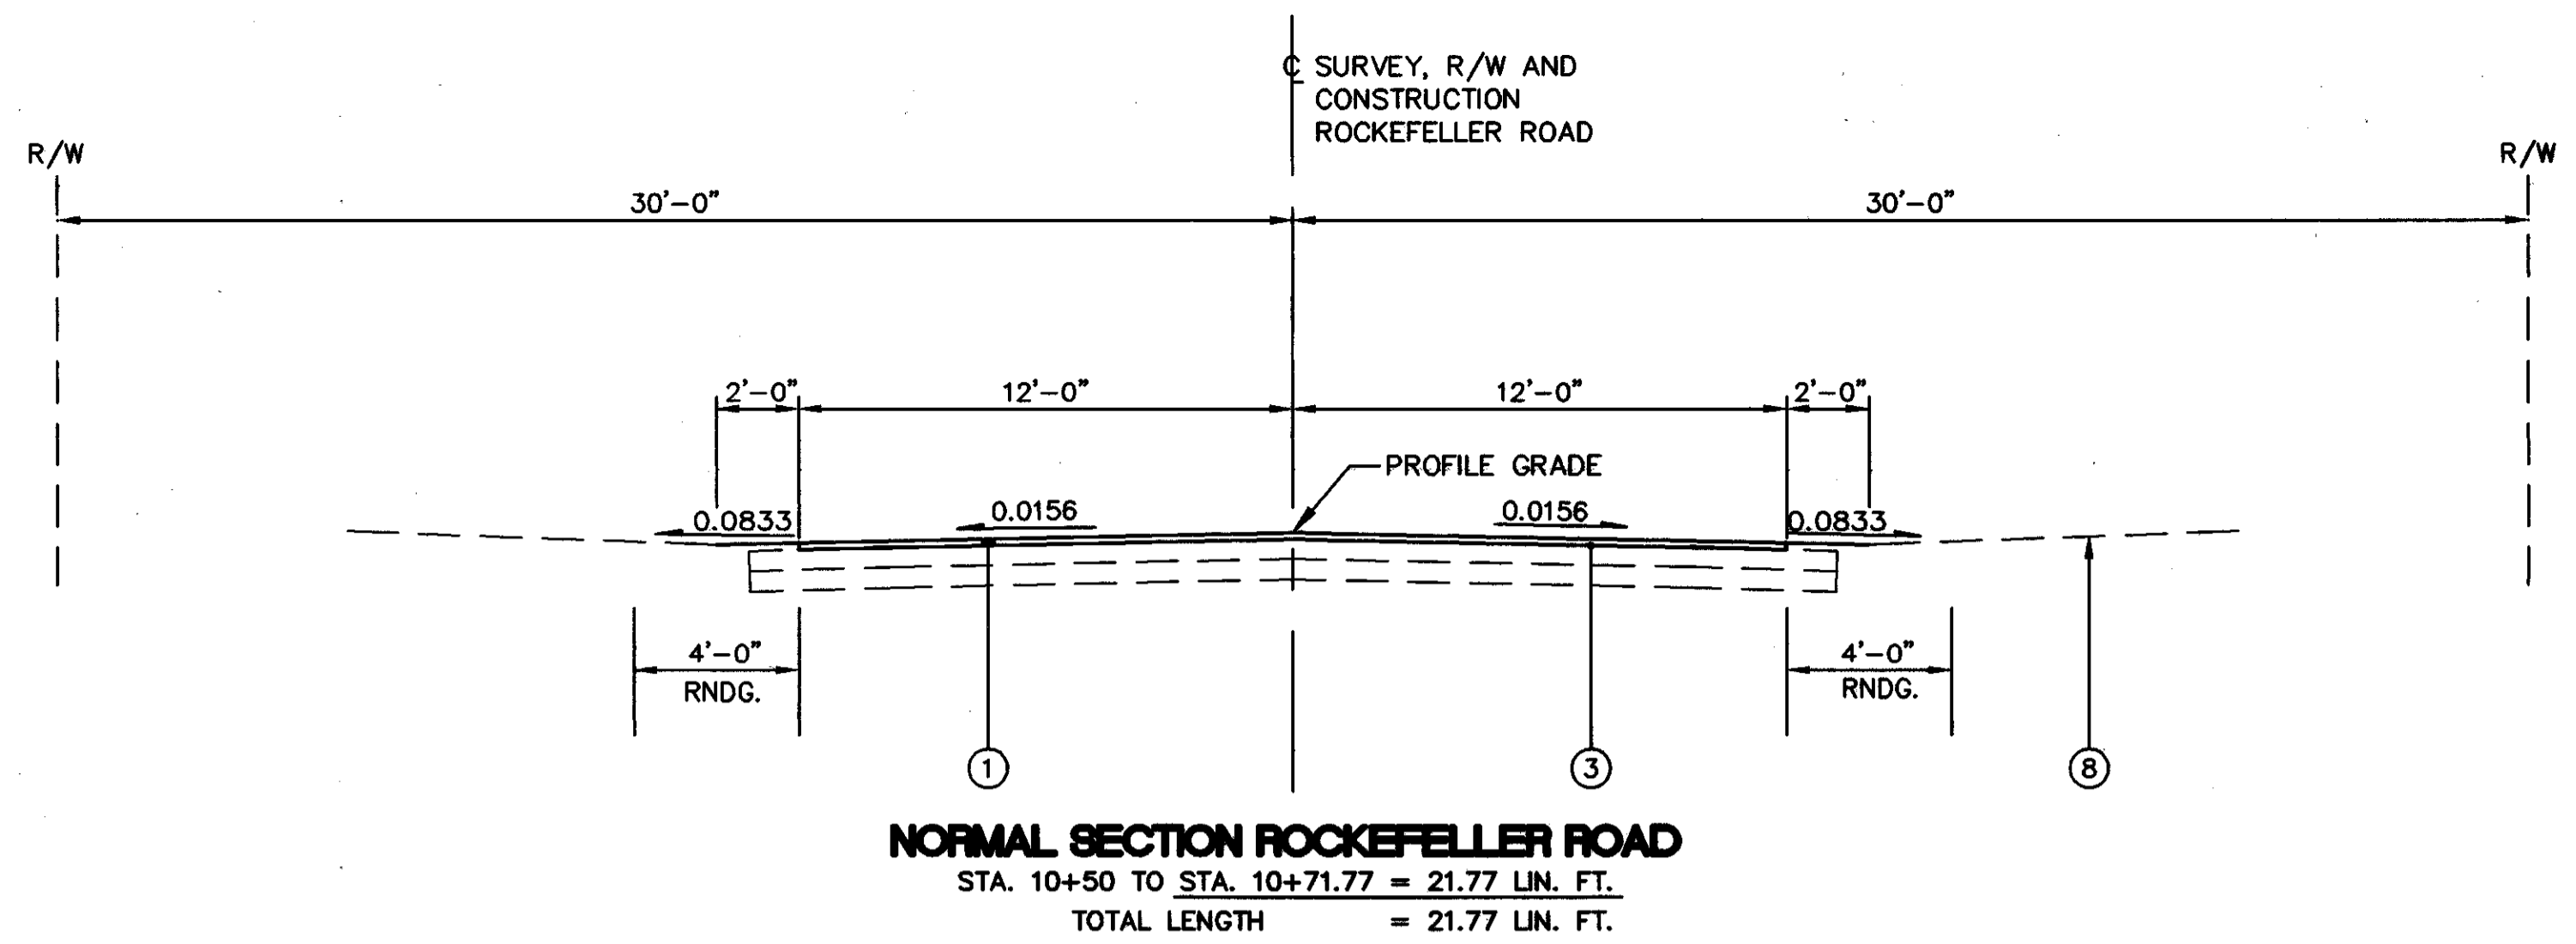 ℄ SURVEY, R/W AND
CONSTRUCTION
ROCKEFELLER ROAD
R/W
R/W
30'-0"
30'-0"
2'-0"
12'-0"
12'-0"
2'-0"
PROFILE GRADE
0.0833
0.0156
0.0156
0.0833
4'-0"
RNDG.
4'-0"
RNDG.
1
3
8
NORMAL SECTION ROCKEFELLER ROAD
STA. 10+50 TO STA. 10+71.77 = 21.77 LIN. FT.
TOTAL LENGTH = 21.77 LIN. FT.